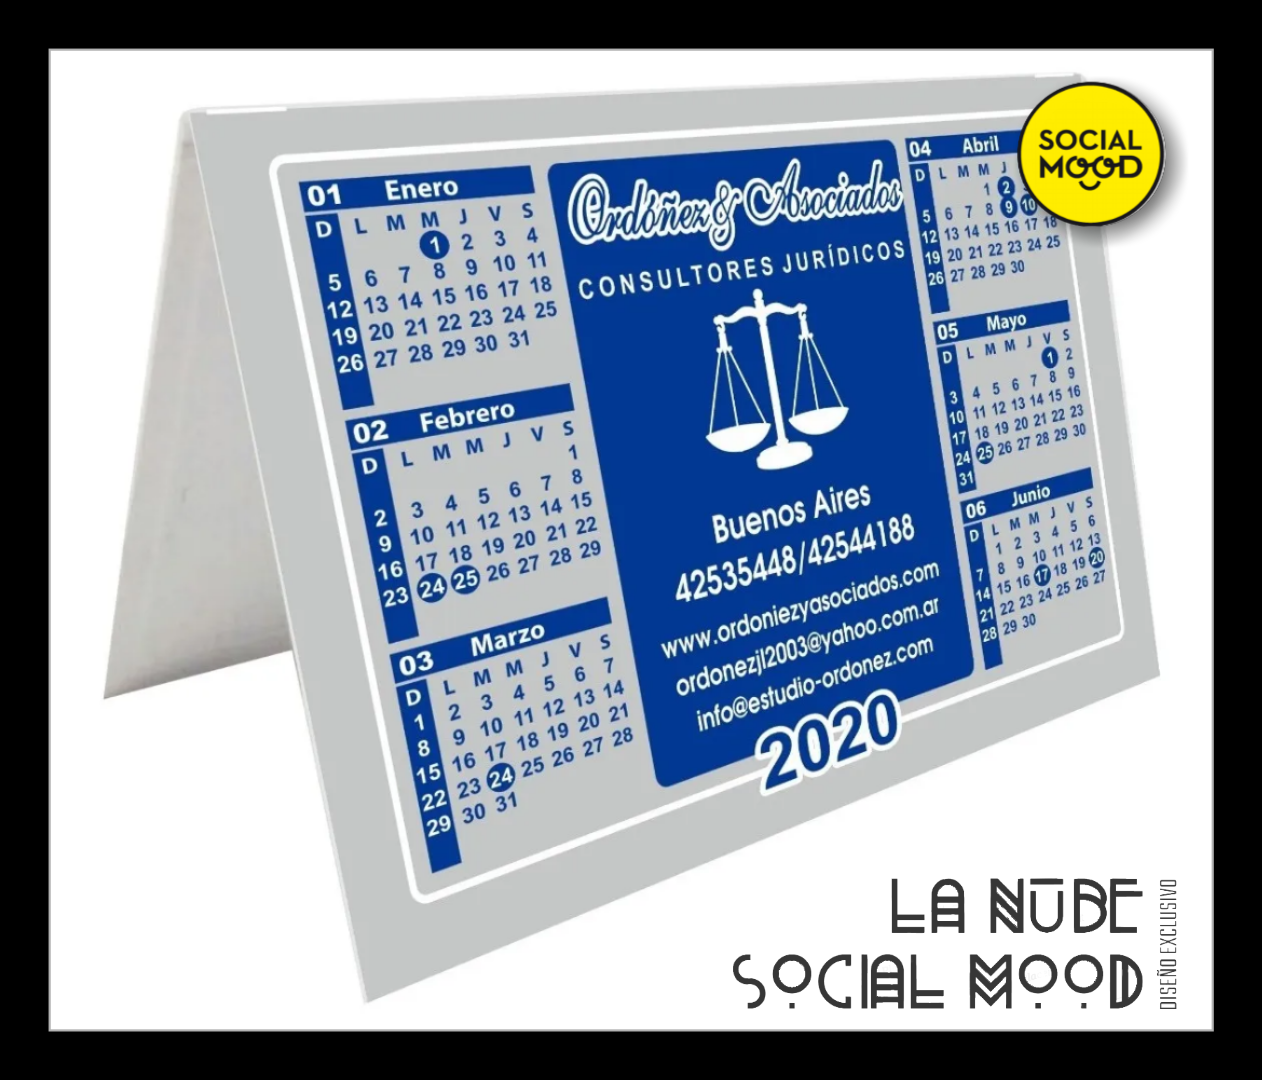 01 Enero
D L M M J V S
1 2 3 4
5 6 7 8 9 10 11
12 13 14 15 16 17 18
19 20 21 22 23 24 25
26 27 28 29 30 31
02 Febrero
D L M M J V S
1
2 3 4 5 6 7 8
9 10 11 12 13 14 15
16 17 18 19 20 21 22
23 24 25 26 27 28 29
03 Marzo
D L M M J V S
1 2 3 4 5 6 7
8 9 10 11 12 13 14
15 16 17 18 19 20 21
22 23 24 25 26 27 28
29 30 31
Ordóñez & Asociados
CONSULTORES JURÍDICOS
Buenos Aires
42535448/42544188
www.ordoniezyasociados.com
ordonezjl2003@yahoo.com.ar
info@estudio-ordonez.com
2020
04 Abril
D L M M J
1 2
5 6 7 8 9 10
12 13 14 15 16 17 18
19 20 21 22 23 24 25
26 27 28 29 30
05 Mayo
D L M M J V S
1 2
3 4 5 6 7 8 9
10 11 12 13 14 15 16
17 18 19 20 21 22 23
24 25 26 27 28 29 30
31
06 Junio
D L M M J V S
1 2 3 4 5 6
7 8 9 10 11 12 13
14 15 16 17 18 19 20
21 22 23 24 25 26 27
28 29 30
SOCIAL
MOOD
LA NUBE
SOCIAL MOOD
DISEÑO EXCLUSIVO